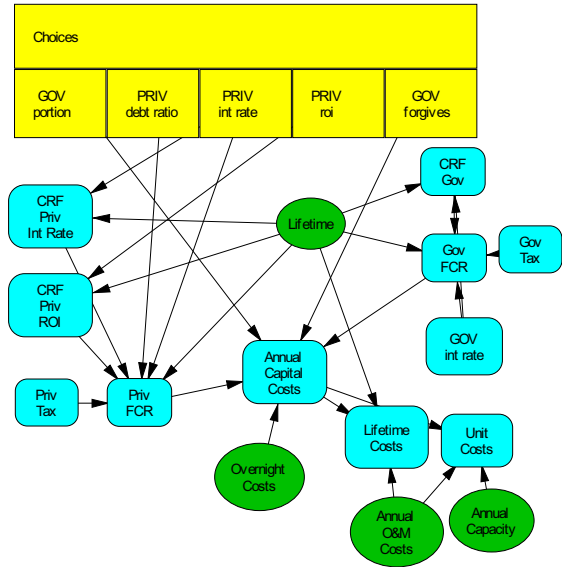 Choices
GOV
portion
PRIV
debt ratio
PRIV
int rate
PRIV
roi
GOV
forgives
CRF
Gov
CRF
Priv
Int Rate
Lifetime
Gov
FCR
Gov
Tax
CRF
Priv
ROI
GOV
int rate
Annual
Capital
Costs
Priv
Tax
Priv
FCR
Lifetime
Costs
Unit
Costs
Overnight
Costs
Annual
O&M
Costs
Annual
Capacity